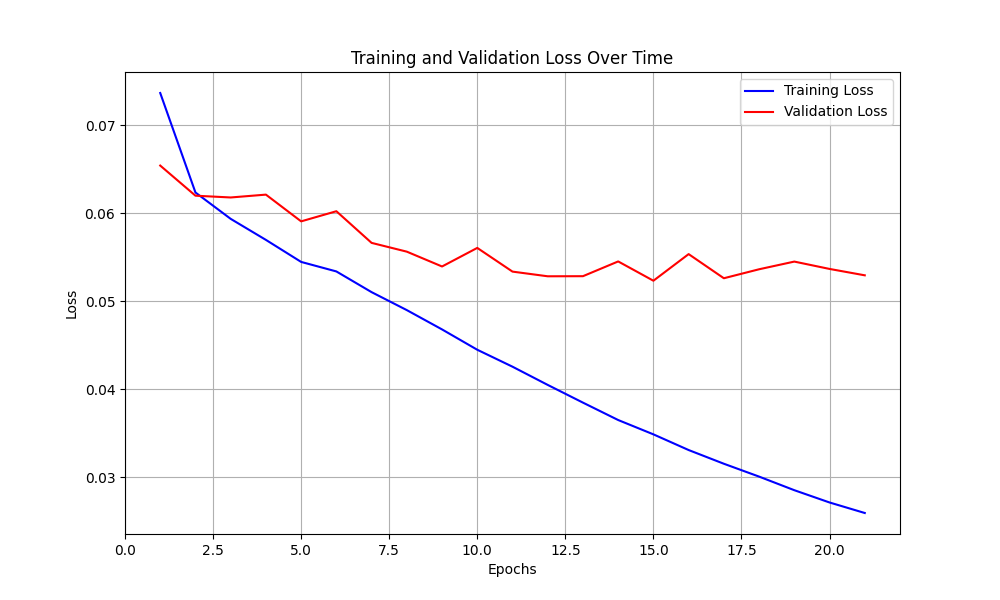 Training and Validation Loss Over Time
Training Loss
Validation Loss
0.07
0.06
0.05
0.04
0.03
Loss
0.0 2.5 5.0 7.5 10.0 12.5 15.0 17.5 20.0
Epochs